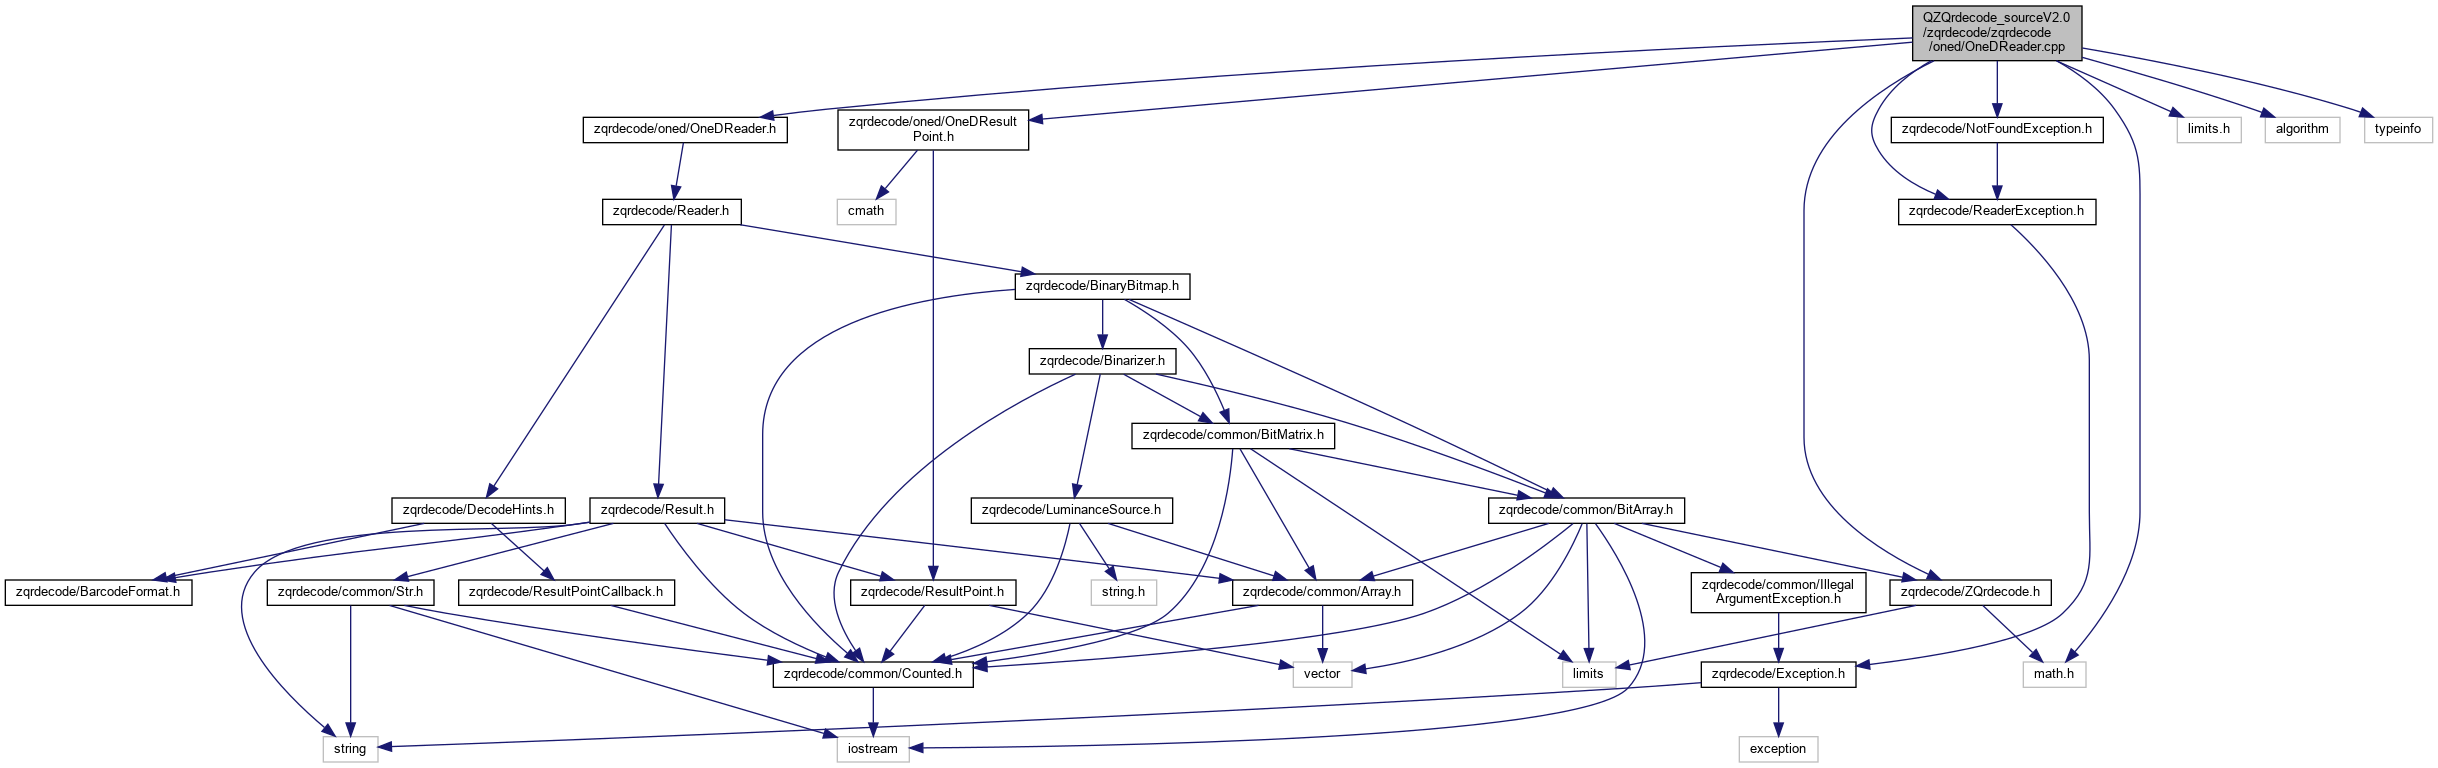 QZQrdecode_sourceV2.0
/zqrdecode/zqrdecode
/oned/OneDReader.cpp
zqrdecode/oned/OneDReader.h
zqrdecode/oned/OneDResult
Point.h
zqrdecode/NotFoundException.h
limits.h
algorithm
typeinfo
zqrdecode/Reader.h
cmath
zqrdecode/ReaderException.h
zqrdecode/BinaryBitmap.h
zqrdecode/Binarizer.h
zqrdecode/common/BitMatrix.h
zqrdecode/DecodeHints.h
zqrdecode/Result.h
zqrdecode/LuminanceSource.h
zqrdecode/common/BitArray.h
zqrdecode/BarcodeFormat.h
zqrdecode/common/Str.h
zqrdecode/ResultPointCallback.h
zqrdecode/ResultPoint.h
string.h
zqrdecode/common/Array.h
zqrdecode/common/Illegal
ArgumentException.h
zqrdecode/ZQrdecode.h
zqrdecode/common/Counted.h
vector
limits
zqrdecode/Exception.h
math.h
string
iostream
exception